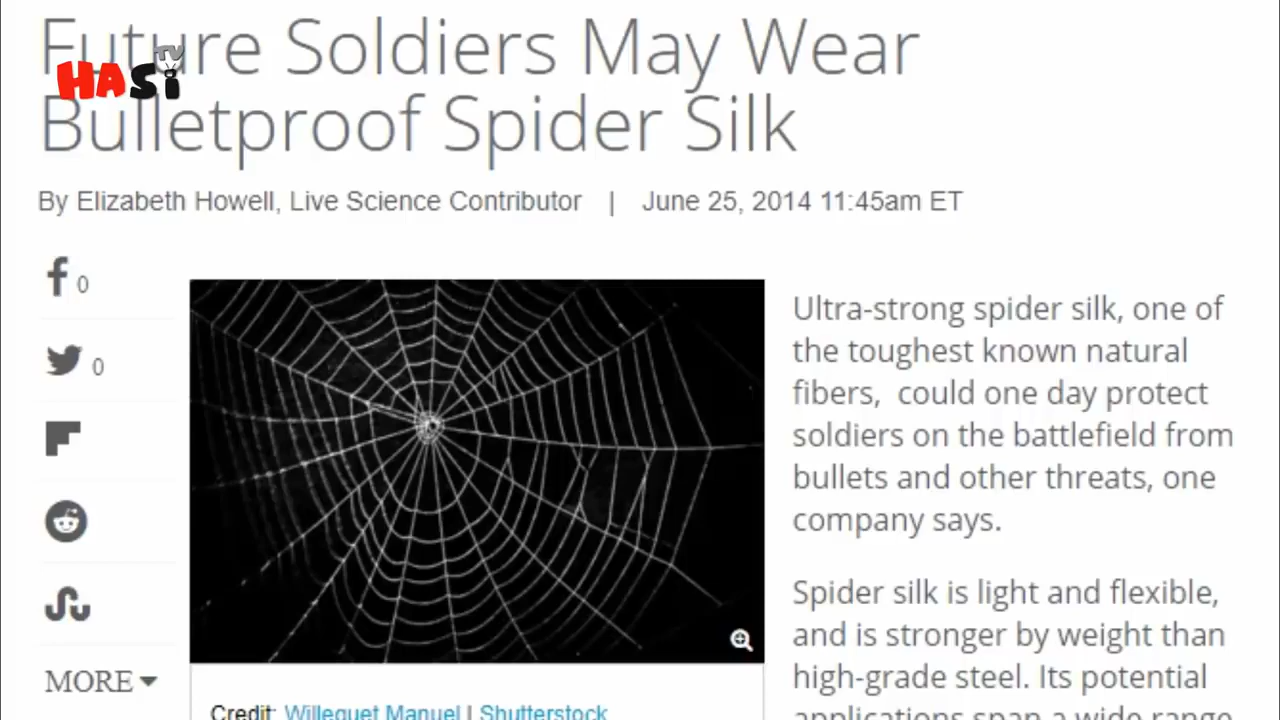 Future Soldiers May Wear
HASi TV
Bulletproof Spider Silk
By Elizabeth Howell, Live Science Contributor | June 25, 2014 11:45am ET
0
0
MORE
Ultra-strong spider silk, one of
the toughest known natural
fibers, could one day protect
soldiers on the battlefield from
bullets and other threats, one
company says.
Spider silk is light and flexible,
and is stronger by weight than
high-grade steel. Its potential
applications span a wide range
Credit: Willequet Manuel | Shutterstock